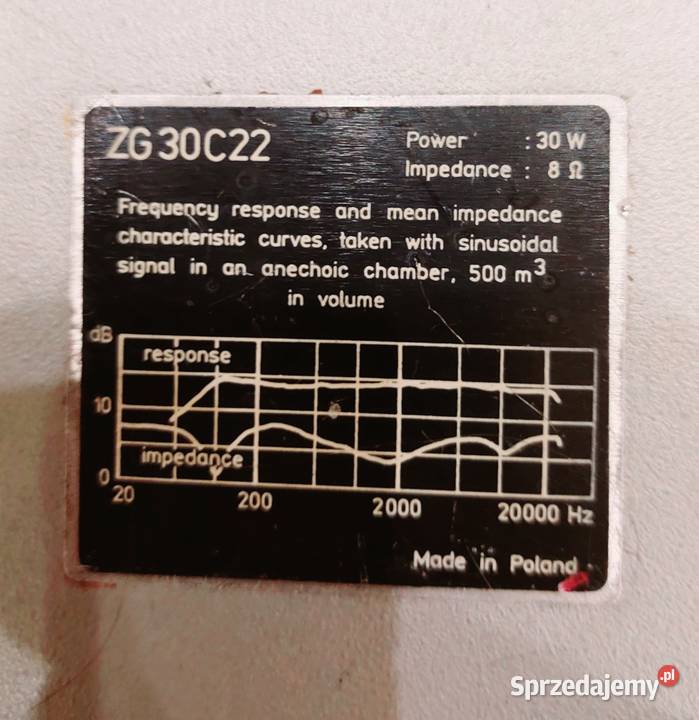 ZG30C22
Power : 30 W
Impedance : 8 Ω
Frequency response and mean impedance
characteristic curves, taken with sinusoidal
signal in an anechoic chamber, 500 m³
in volume
dB
response
10
impedance
0
20 200 2000 20000 Hz
Made in Poland
Sprzedajemy.pl